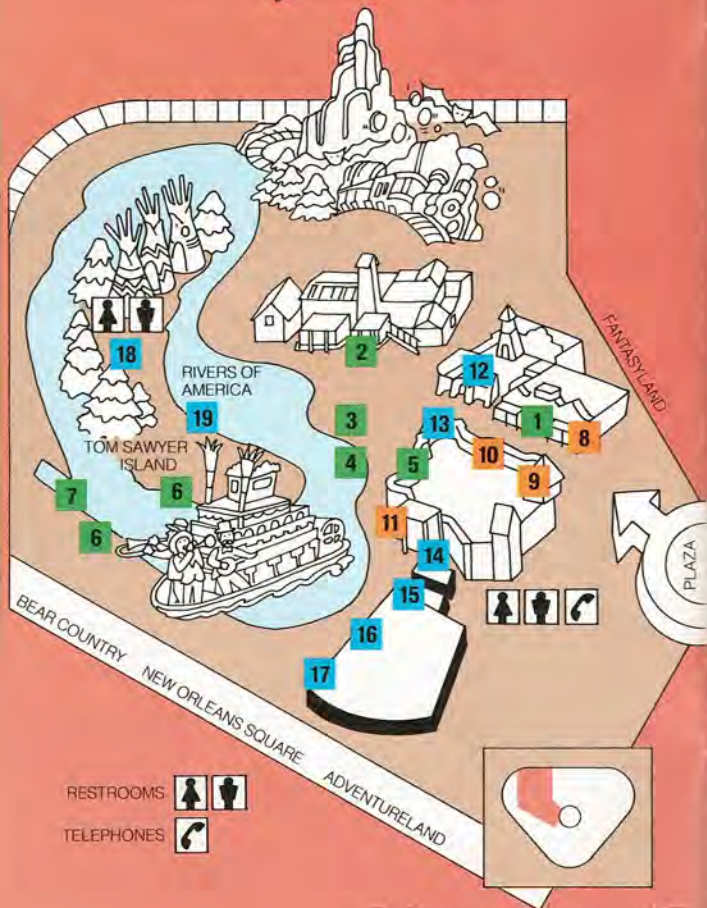 FANTASYLAND
2
12
18
RIVERS OF
AMERICA
19
3
13
1
8
TOM SAWYER
ISLAND
10
4
5
9
7
6
11
6
14
PLAZA
15
16
17
BEAR COUNTRY NEW ORLEANS SQUARE ADVENTURELAND
RESTROOMS
TELEPHONES